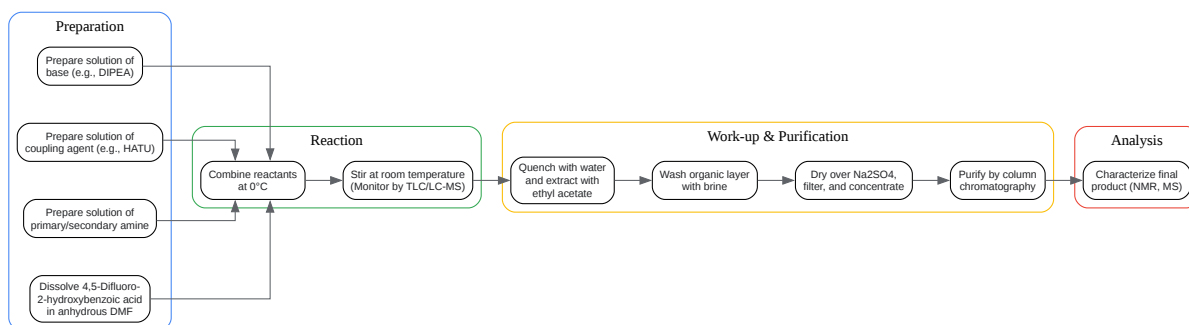 Preparation
Prepare solution of
base (e.g., DIPEA)
Prepare solution of
coupling agent (e.g., HATU)
Prepare solution of
primary/secondary amine
Dissolve 4,5-Difluoro-
2-hydroxybenzoic acid
in anhydrous DMF
Reaction
Combine reactants
at 0°C
Stir at room temperature
(Monitor by TLC/LC-MS)
Work-up & Purification
Quench with water
and extract with
ethyl acetate
Wash organic layer
with brine
Dry over Na2SO4,
filter, and concentrate
Purify by column
chromatography
Analysis
Characterize final
product (NMR, MS)